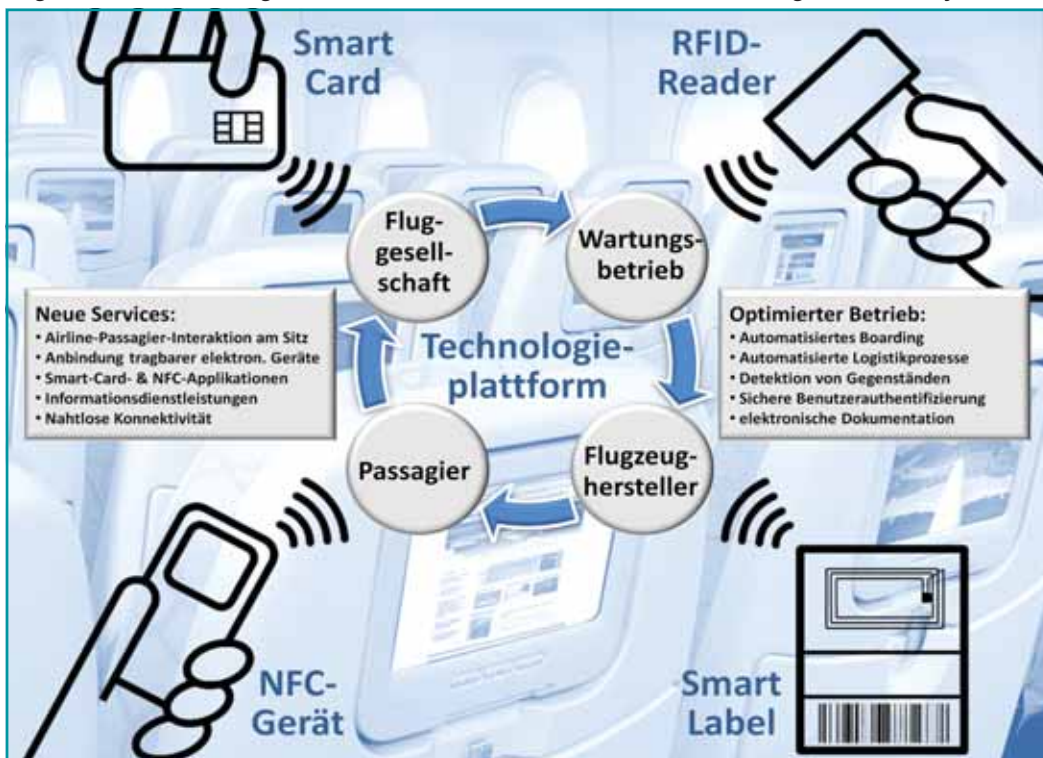 Smart
Card
RFID-
Reader
Flug-
gesell-
schaft
Wartungs-
betrieb
Neue Services:
• Airline-Passagier-Interaktion am Sitz
• Anbindung tragbarer elektron. Geräte
• Smart-Card- & NFC-Applikationen
• Informationsdienstleistungen
• Nahtlose Konnektivität
Technologie-
plattform
Optimierter Betrieb:
• Automatisiertes Boarding
• Automatisierte Logistikprozesse
• Detektion von Gegenständen
• Sichere Benutzerauthentifizierung
• elektronische Dokumentation
Passagier
Flugzeug-
hersteller
NFC-
Gerät
Smart
Label